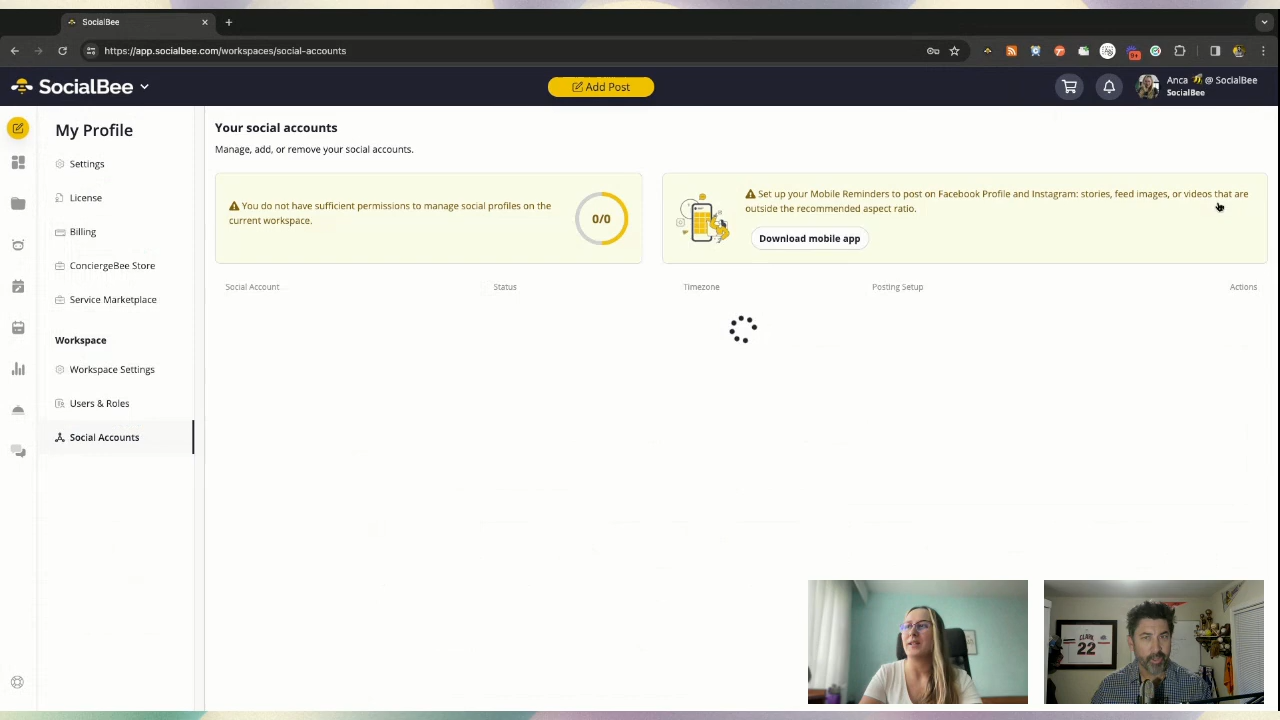 SocialBee
https://app.socialbee.com/workspaces/social-accounts
SocialBee
Add Post
Anca @ SocialBee
SocialBee
My Profile
Settings
License
Billing
ConciergeBee Store
Service Marketplace
Workspace
Workspace Settings
Users & Roles
Social Accounts
Your social accounts
Manage, add, or remove your social accounts.
You do not have sufficient permissions to manage social profiles on the
current workspace.
0/0
Set up your Mobile Reminders to post on Facebook Profile and Instagram: stories, feed images, or videos that are
outside the recommended aspect ratio.
Download mobile app
Social Account
Status
Timezone
Posting Setup
Actions
CLARK
22